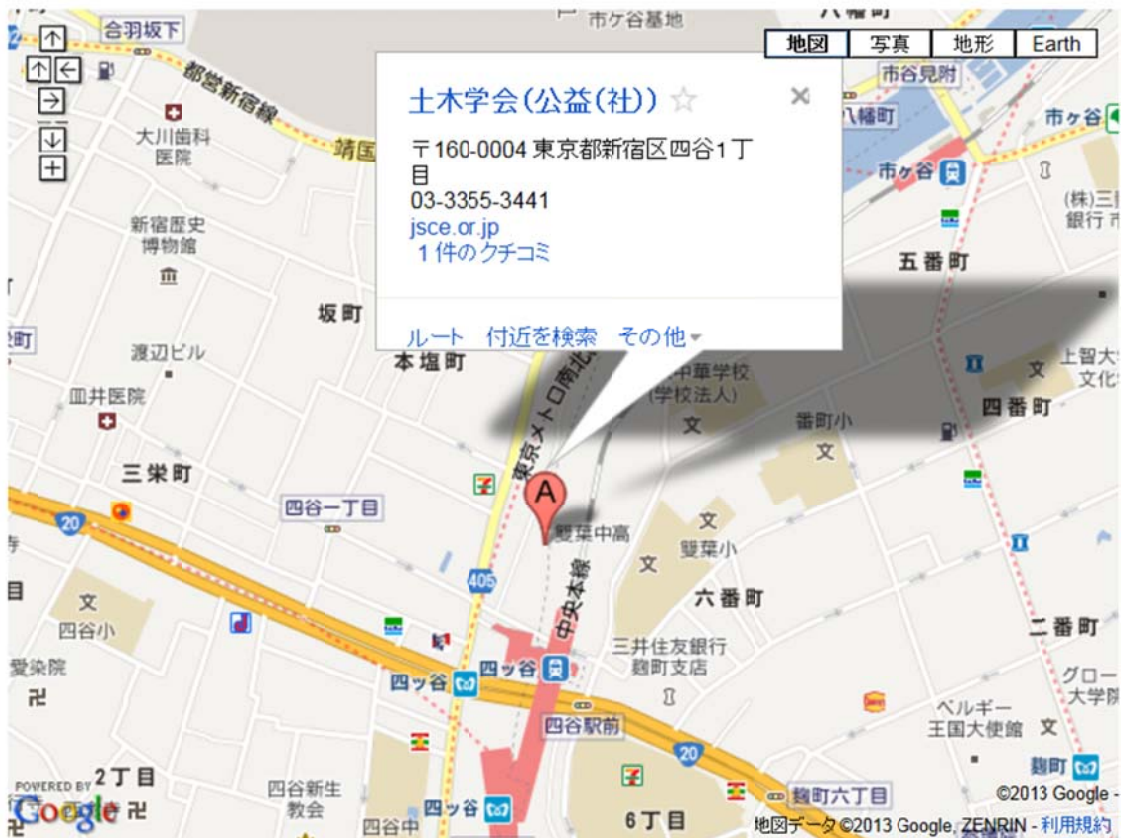 市ケ谷基地
合羽坂下
地図 写真 地形 Earth
都営新宿線
市谷見附
土木学会(公益(社)) ☆ ×
八幡町
市ヶ谷
大川歯科
医院
靖国
〒160-0004 東京都新宿区四谷1丁
目
03-3355-3441
jsce.or.jp
1 件のクチコミ
市ヶ谷
(株)三
銀行 市
新宿歴史
博物館
五番町
坂町
ルート 付近を検索 その他
渡辺ビル
本塩町
東京メトロ南北
中華学校
(学校法人)
上智大
文化
皿井医院
番町小
文
文
文
四番町
三栄町
四谷一丁目
A
20
雙葉中高
文
雙葉小
文
405
中央本線
六番町
文
四谷小
三井住友銀行
麹町支店
二番町
愛染院
四ッ谷
四ッ谷
グロー
大学院
四谷駅前
ベルギー
王国大使館
文
20
麹町
POWERED BY
Google
2丁目
四谷新生
教会
麹町六丁目
©2013 Google -
四谷中
四ッ谷
6丁目
地図データ ©2013 Google, ZENRIN - 利用規約